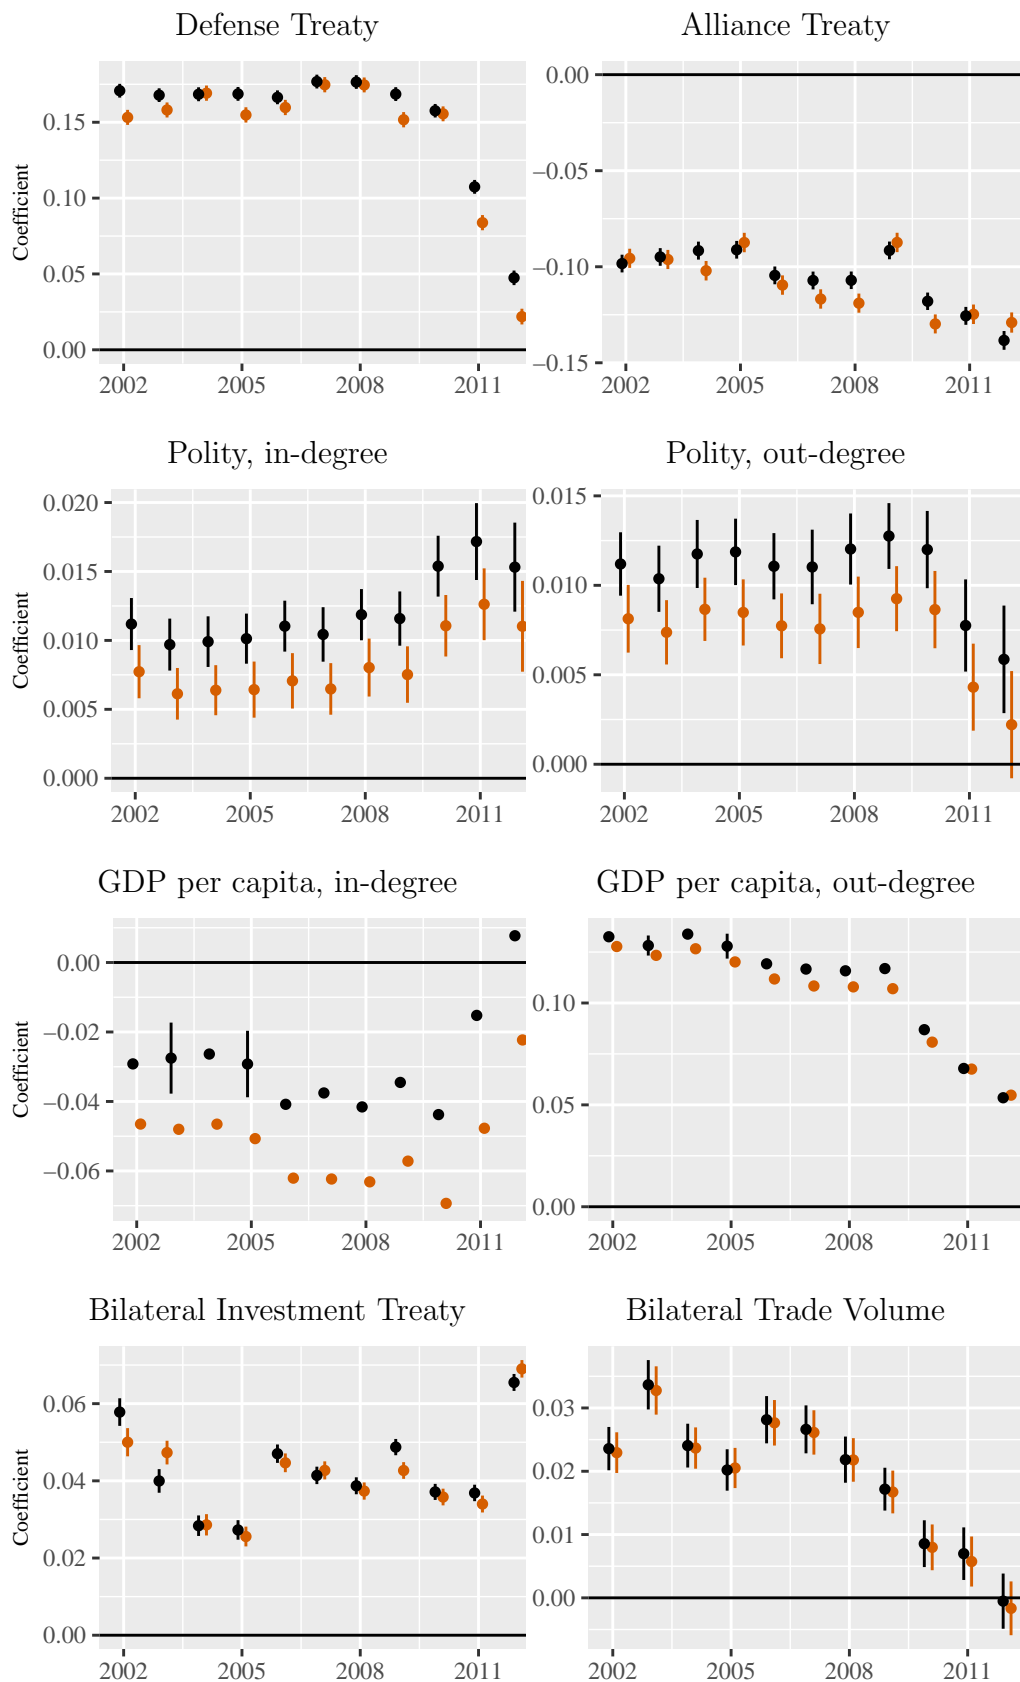 Defense Treaty
Alliance Treaty
Coefficient
0.15
0.10
0.05
0.00
2002 2005 2008 2011
0.00
−0.05
−0.10
−0.15
2002 2005 2008 2011
Polity, in-degree
Polity, out-degree
Coefficient
0.020
0.015
0.010
0.005
0.000
2002 2005 2008 2011
0.015
0.010
0.005
0.000
2002 2005 2008 2011
GDP per capita, in-degree
GDP per capita, out-degree
Coefficient
0.00
−0.02
−0.04
−0.06
2002 2005 2008 2011
0.10
0.05
0.00
2002 2005 2008 2011
Bilateral Investment Treaty
Bilateral Trade Volume
Coefficient
0.06
0.04
0.02
0.00
2002 2005 2008 2011
0.03
0.02
0.01
0.00
2002 2005 2008 2011